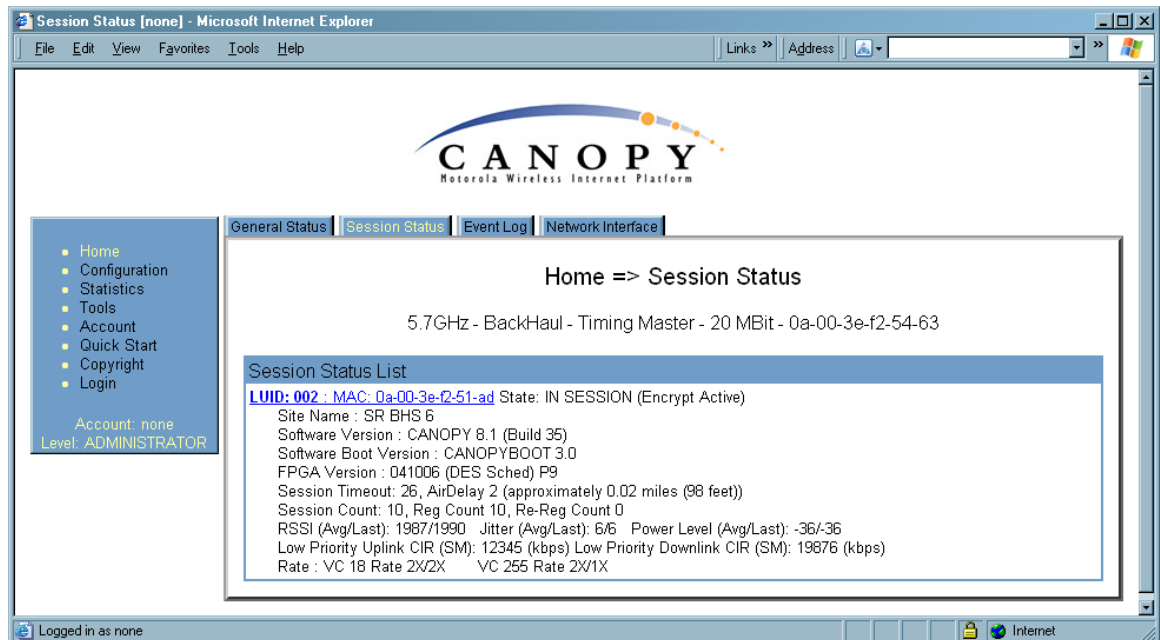 Session Status [none] - Microsoft Internet Explorer
File Edit View Favorites Tools Help Links » Address »
CANOPY
Motorola Wireless Internet Platform
General Status Session Status Event Log Network Interface
Home
Configuration
Statistics
Tools
Account
Quick Start
Copyright
Login
Account: none
Level: ADMINISTRATOR
Home => Session Status
5.7GHz - BackHaul - Timing Master - 20 MBit - 0a-00-3e-f2-54-63
Session Status List
LUID: 002 : MAC: 0a-00-3e-f2-51-ad State: IN SESSION (Encrypt Active)
Site Name : SR BHS 6
Software Version : CANOPY 8.1 (Build 35)
Software Boot Version : CANOPYBOOT 3.0
FPGA Version : 041006 (DES Sched) P9
Session Timeout: 26, AirDelay 2 (approximately 0.02 miles (98 feet))
Session Count: 10, Reg Count 10, Re-Reg Count 0
RSSI (Avg/Last): 1987/1990 Jitter (Avg/Last): 6/6 Power Level (Avg/Last): -36/-36
Low Priority Uplink CIR (SM): 12345 (kbps) Low Priority Downlink CIR (SM): 19876 (kbps)
Rate : VC 18 Rate 2X/2X VC 255 Rate 2X/1X
Logged in as none Internet